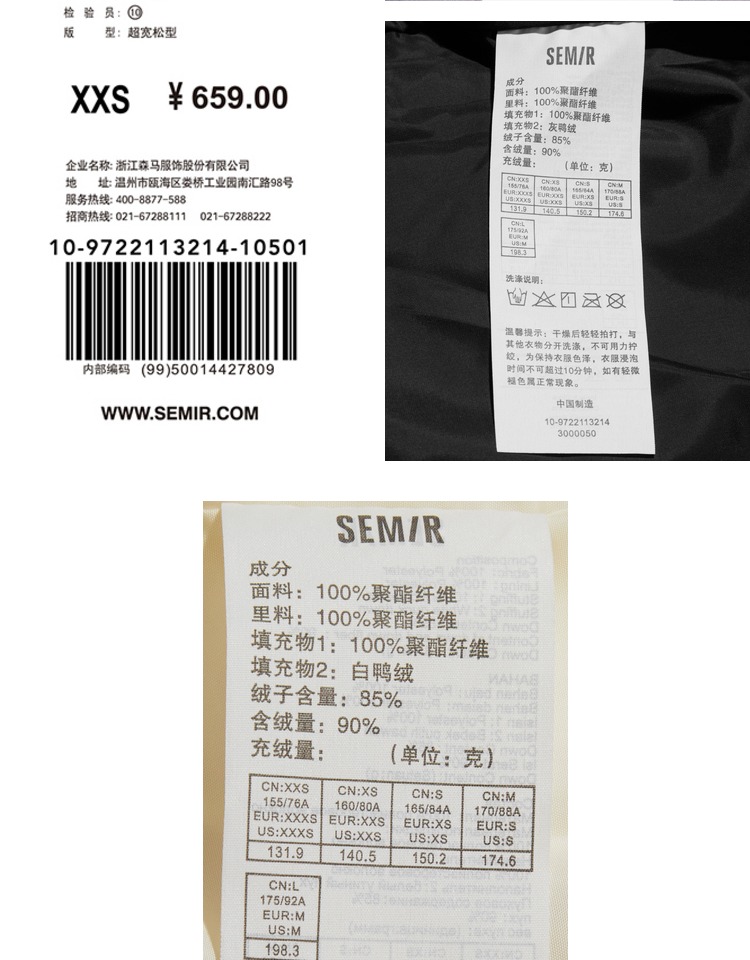 检 验 员: ⑩
版 型: 超宽松型
XXS ¥ 659.00
企业名称: 浙江森马服饰股份有限公司
地 址: 温州市瓯海区娄桥工业园南汇路98号
服务热线: 400-8877-588
招商热线: 021-67288111 021-67288222
10-9722113214-10501
内部编码 (99)50014427809
WWW.SEMIR.COM
SEMIR
成分
面料：100%聚酯纤维
里料：100%聚酯纤维
填充物1：100%聚酯纤维
填充物2：灰鸭绒
绒子含量：85%
含绒量：90%
充绒量： （单位：克）
CN:XXS CN:XS CN:S CN:M
155/76A 160/80A 165/84A 170/88A
EUR:XXXS EUR:XXS EUR:XS EUR:S
US:XXXS US:XXS US:XS US:S
131.9 140.5 150.2 174.6
CN:L
175/92A
EUR:M
US:M
198.3
洗涤说明：
温馨提示：干燥后轻轻拍打，与
其他衣物分开洗涤，不可用力拧
绞，为保持衣服色泽，衣服浸泡
时间不可超过10分钟，如有轻微
褪色属正常现象。
中国制造
10-9722113214
3000050
SEMIR
成分
面料：100%聚酯纤维
里料：100%聚酯纤维
填充物1：100%聚酯纤维
填充物2：白鸭绒
绒子含量：85%
含绒量：90%
充绒量： （单位：克）
CN:XXS CN:XS CN:S CN:M
155/76A 160/80A 165/84A 170/88A
EUR:XXXS EUR:XXS EUR:XS EUR:S
US:XXXS US:XXS US:XS US:S
131.9 140.5 150.2 174.6
CN:L
175/92A
EUR:M
US:M
198.3